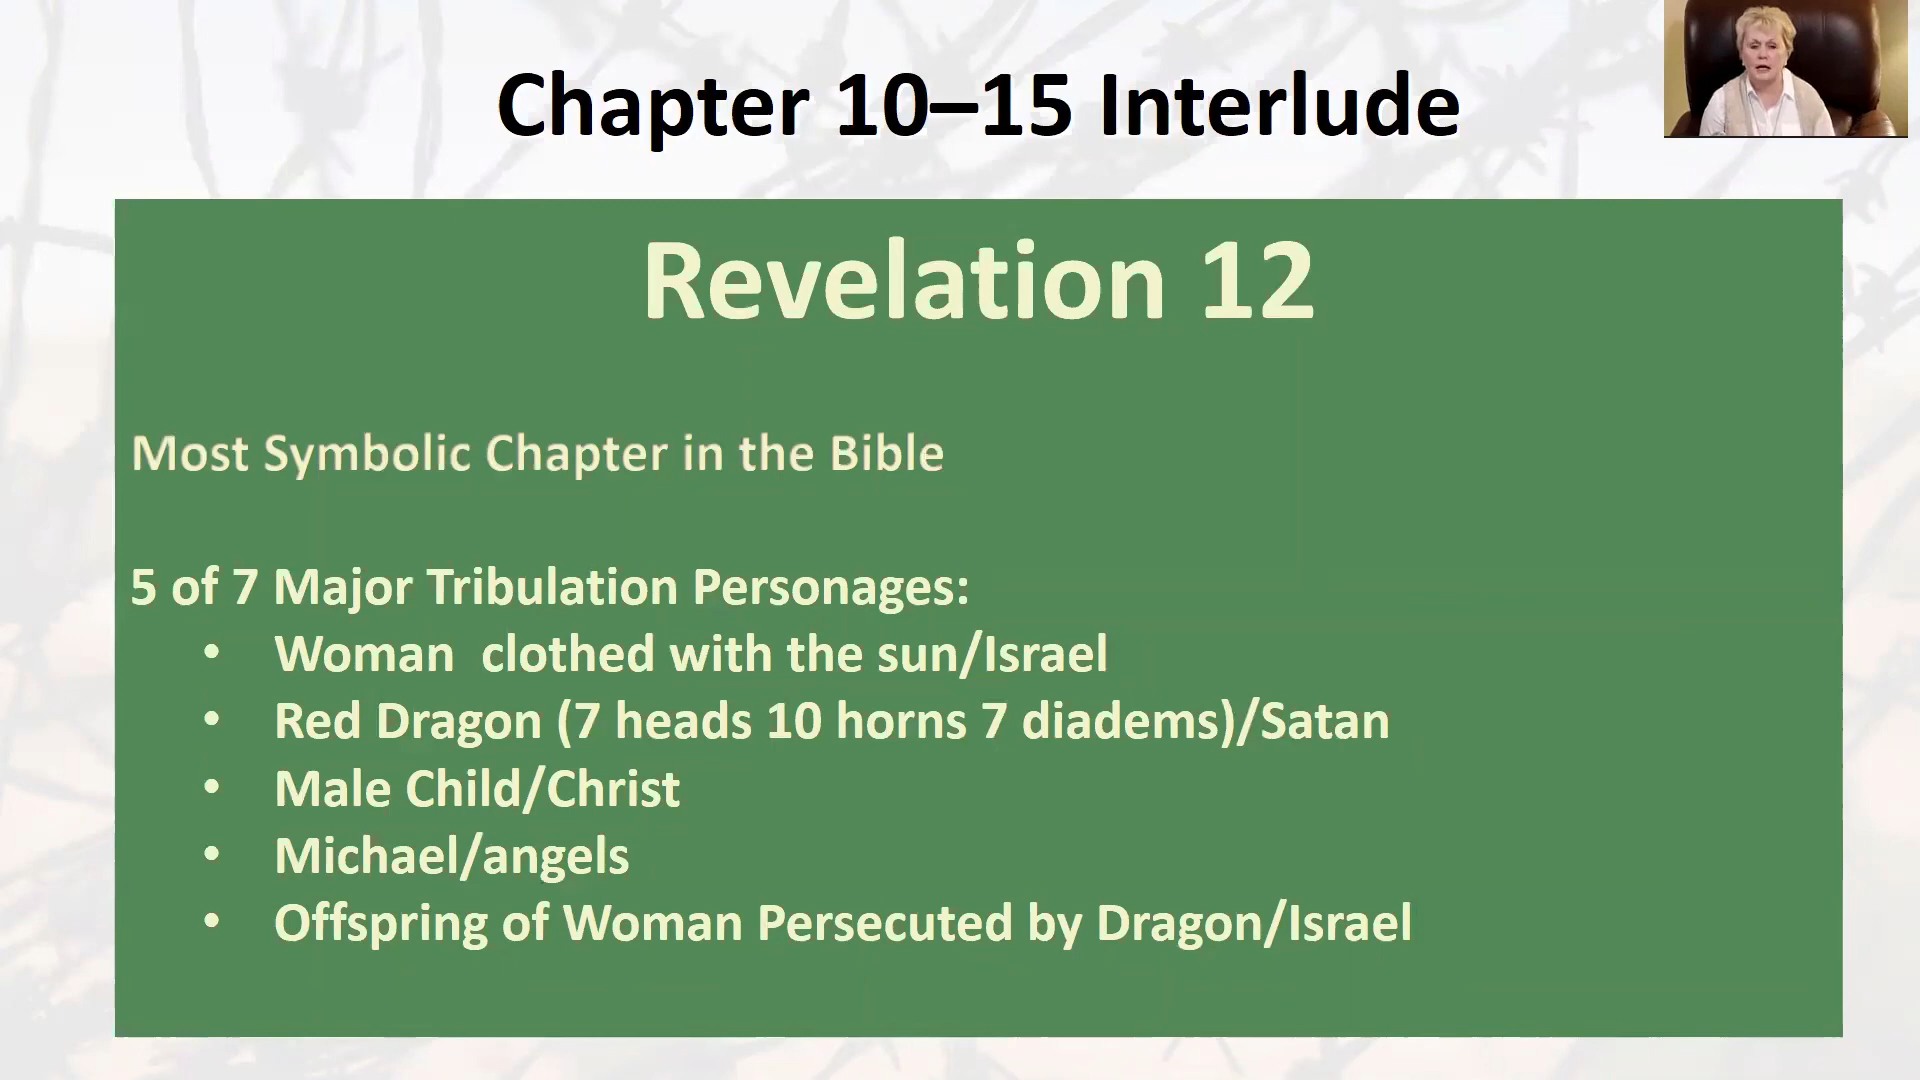 Chapter 10–15 Interlude
Revelation 12
Most Symbolic Chapter in the Bible
5 of 7 Major Tribulation Personages:
• Woman  clothed with the sun/Israel
• Red Dragon (7 heads 10 horns 7 diadems)/Satan
• Male Child/Christ
• Michael/angels
• Offspring of Woman Persecuted by Dragon/Israel